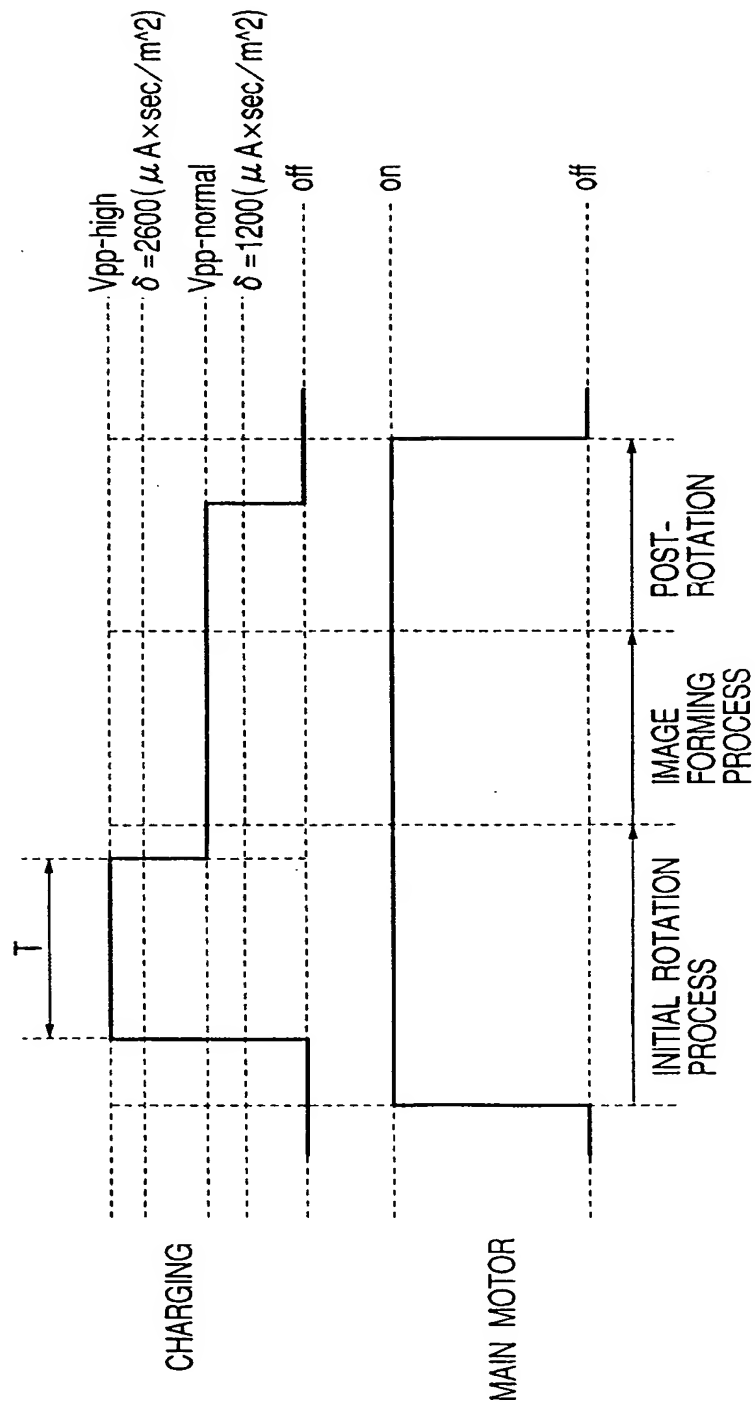 T
CHARGING
Vpp-high
δ=2600(μA×sec/m^2)
Vpp-normal
δ=1200(μA×sec/m^2)
off
MAIN MOTOR
on
off
INITIAL ROTATION
PROCESS
IMAGE
FORMING
PROCESS
POST-
ROTATION